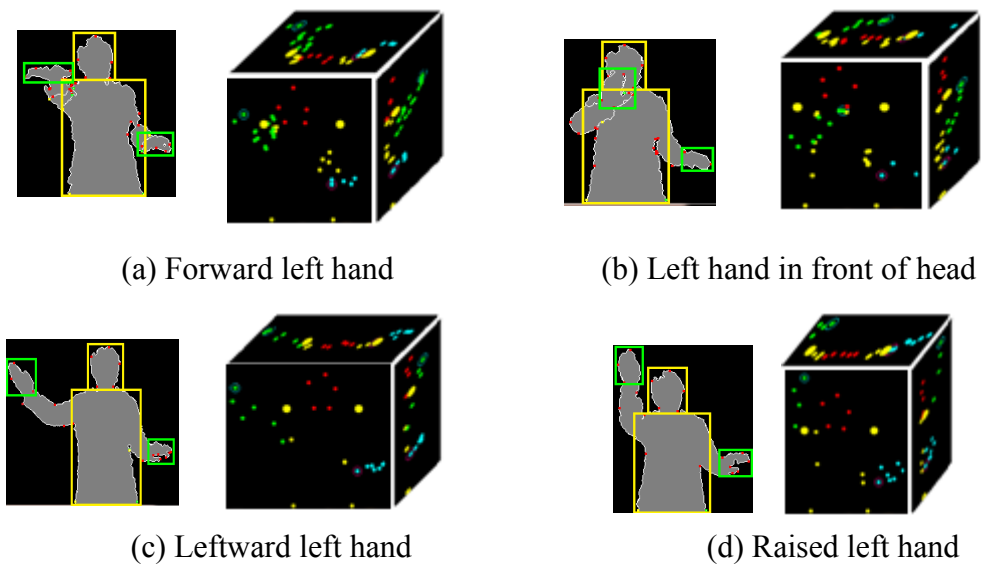 (a) Forward left hand
(b) Left hand in front of head
(c) Leftward left hand
(d) Raised left hand